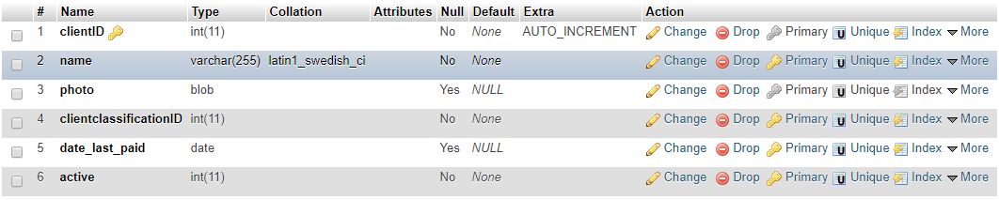 # Name Type Collation Attributes Null Default Extra Action
1 clientID int(11) No None AUTO_INCREMENT Change Drop Primary Unique Index More
2 name varchar(255) latin1_swedish_ci No None Change Drop Primary Unique Index More
3 photo blob Yes NULL Change Drop Primary Unique Index More
4 clientclassificationID int(11) No None Change Drop Primary Unique Index More
5 date_last_paid date Yes NULL Change Drop Primary Unique Index More
6 active int(11) No None Change Drop Primary Unique Index More